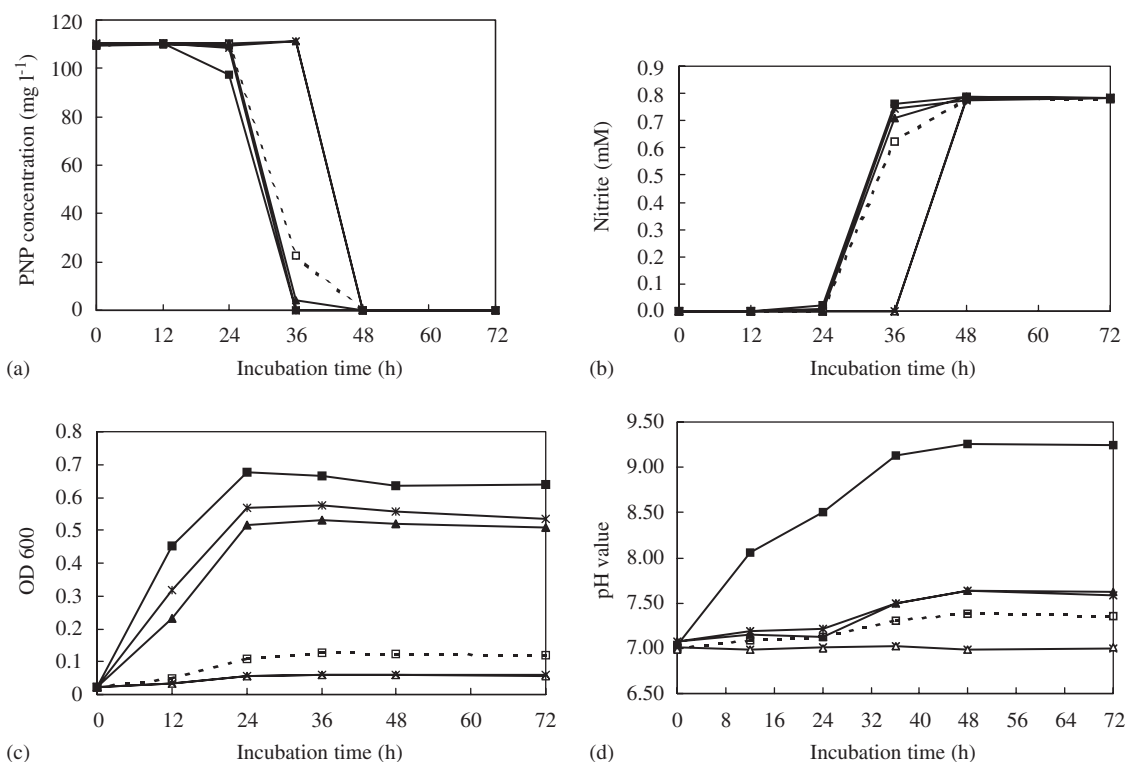 120
100
80
60
40
20
0
PNP concentration (mg l-1)
0 12 24 36 48 60 72
Incubation time (h)
(a)
0.9
0.8
0.7
0.6
0.5
0.4
0.3
0.2
0.1
0.0
Nitrite (mM)
0 12 24 36 48 60 72
Incubation time (h)
(b)
0.8
0.7
0.6
0.5
0.4
0.3
0.2
0.1
0
OD 600
0 12 24 36 48 60 72
Incubation time (h)
(c)
9.50
9.00
8.50
8.00
7.50
7.00
6.50
pH value
0 8 16 24 32 40 48 56 64 72
Incubation time (h)
(d)